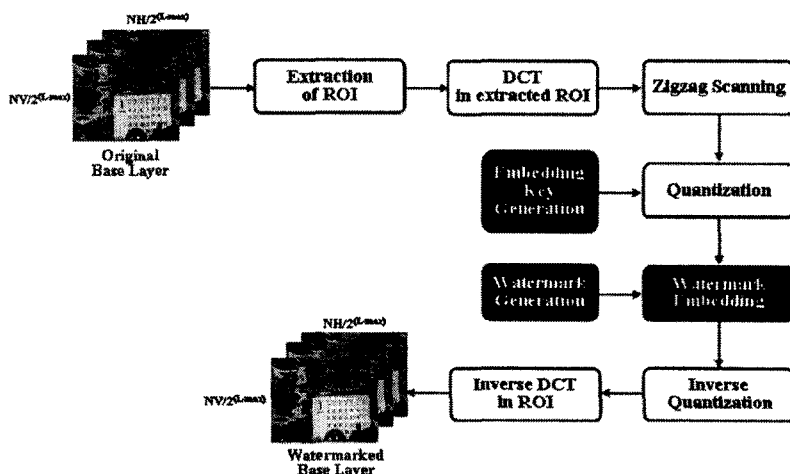 NH/2(L-max)
NV/2(L-max)
Original
Base Layer
Extraction
of ROI
DCT
in extracted ROI
Zigzag Scanning
Embedding
Key
Generation
Quantization
Watermark
Generation
Watermark
Embedding
NH/2(L-max)
NV/2(L-max)
Watermarked
Base Layer
Inverse DCT
in ROI
Inverse
Quantization